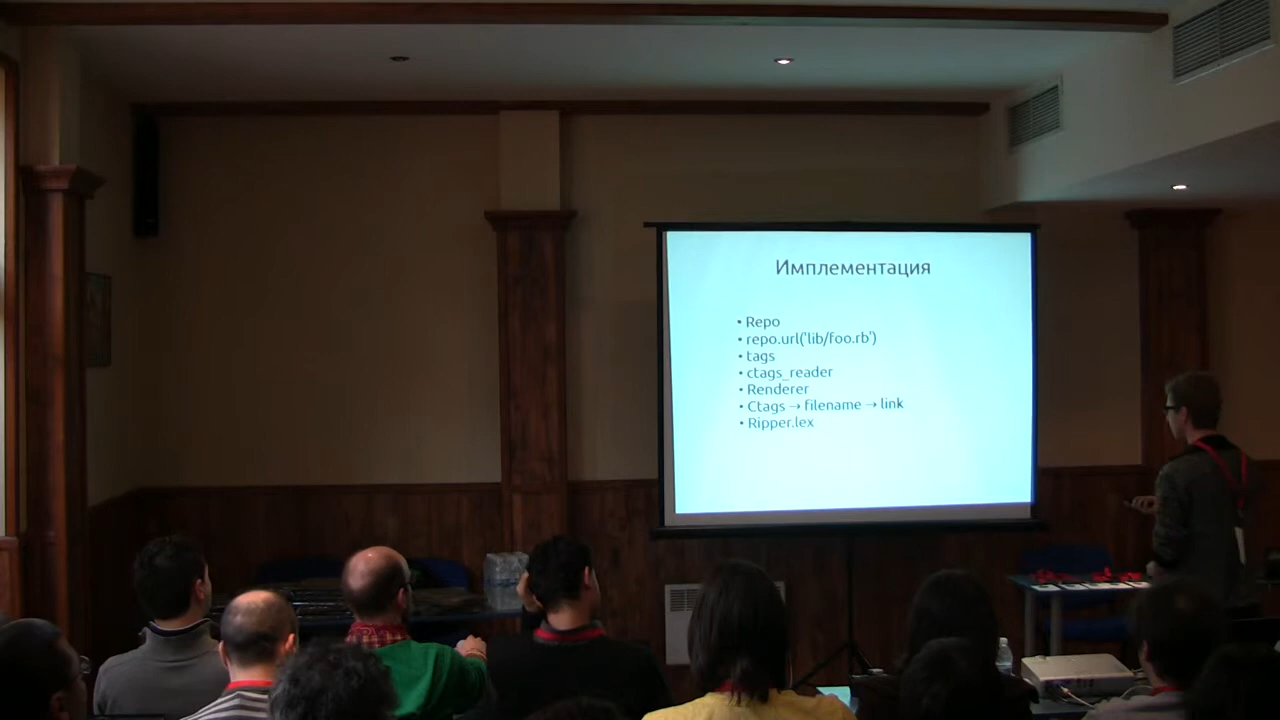 Имплементация
• Repo
• repo.url('lib/foo.rb')
• tags
• ctags_reader
• Renderer
• Ctags → filename → link
• Ripper.lex